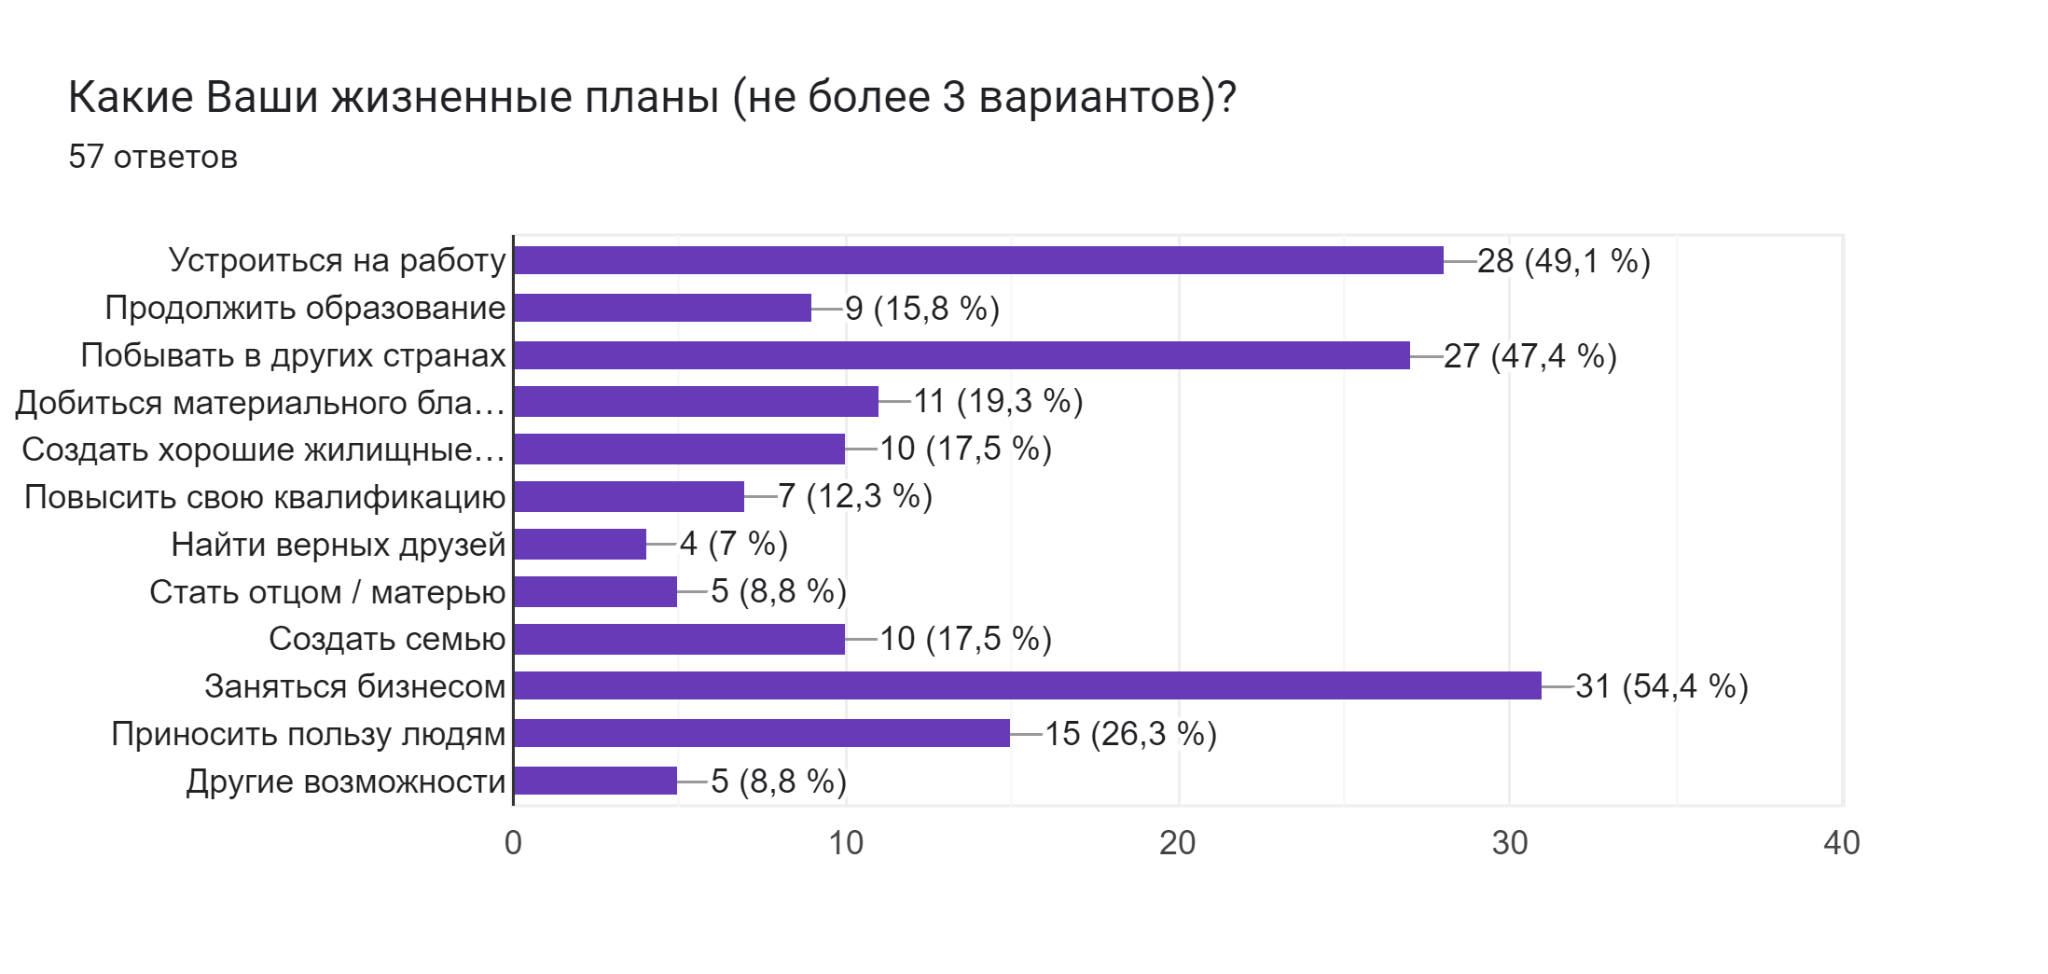 Какие Ваши жизненные планы (не более 3 вариантов)?
57 ответов
Устроиться на работу 28 (49,1 %)
Продолжить образование 9 (15,8 %)
Побывать в других странах 27 (47,4 %)
Добиться материального бла… 11 (19,3 %)
Создать хорошие жилищные… 10 (17,5 %)
Повысить свою квалификацию 7 (12,3 %)
Найти верных друзей 4 (7 %)
Стать отцом / матерью 5 (8,8 %)
Создать семью 10 (17,5 %)
Заняться бизнесом 31 (54,4 %)
Приносить пользу людям 15 (26,3 %)
Другие возможности 5 (8,8 %)
0 10 20 30 40